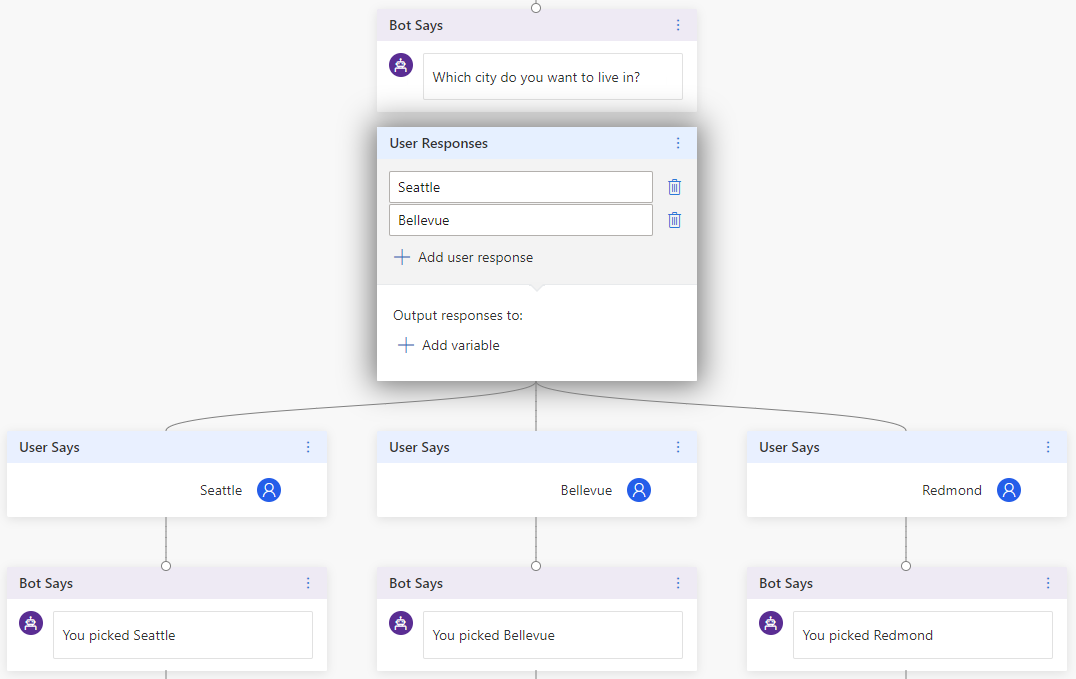 Bot Says
Which city do you want to live in?
User Responses
Seattle
Bellevue
Add user response
Output responses to:
Add variable
User Says
Seattle
User Says
Bellevue
User Says
Redmond
Bot Says
You picked Seattle
Bot Says
You picked Bellevue
Bot Says
You picked Redmond